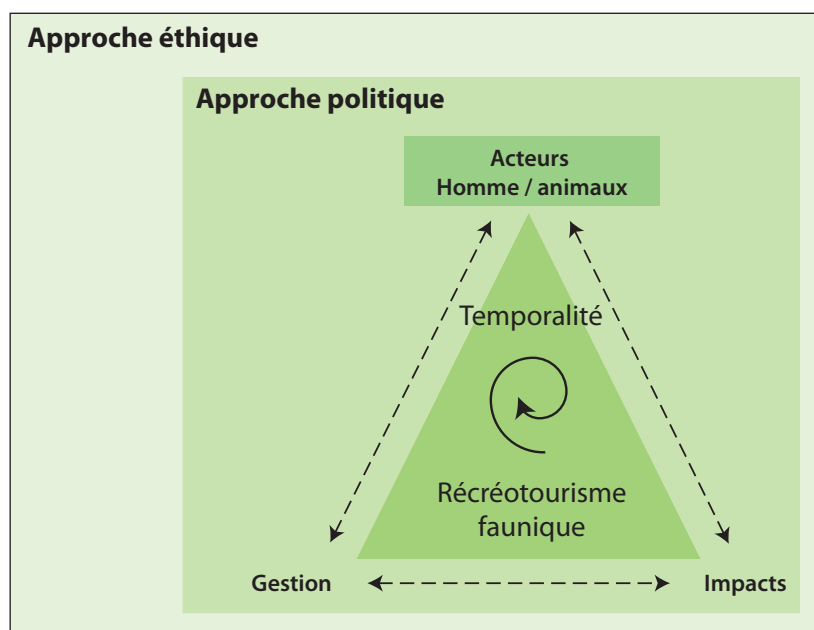 Approche éthique
Approche politique
Acteurs
Homme / animaux
Temporalité
Récréotourisme
faunique
Gestion
Impacts